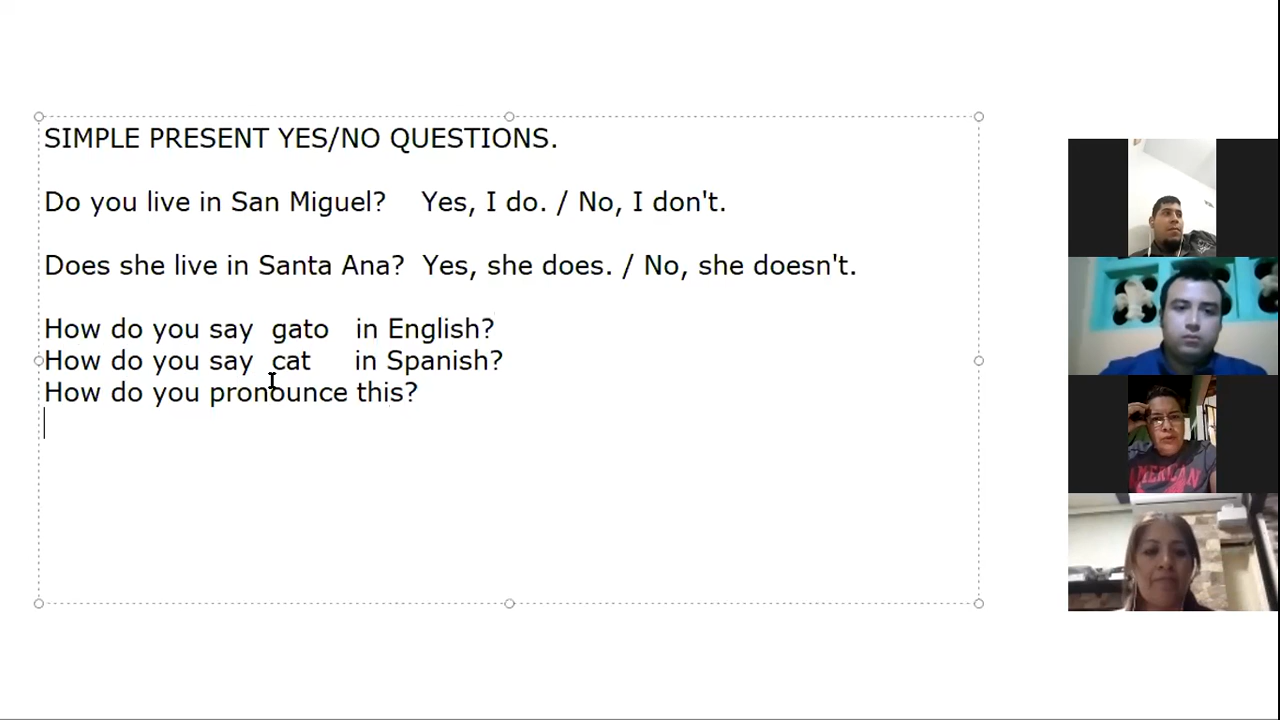 SIMPLE PRESENT YES/NO QUESTIONS.
Do you live in San Miguel? Yes, I do. / No, I don't.
Does she live in Santa Ana? Yes, she does. / No, she doesn't.
How do you say gato in English?
How do you say cat in Spanish?
How do you pronounce this?
AMERICAN